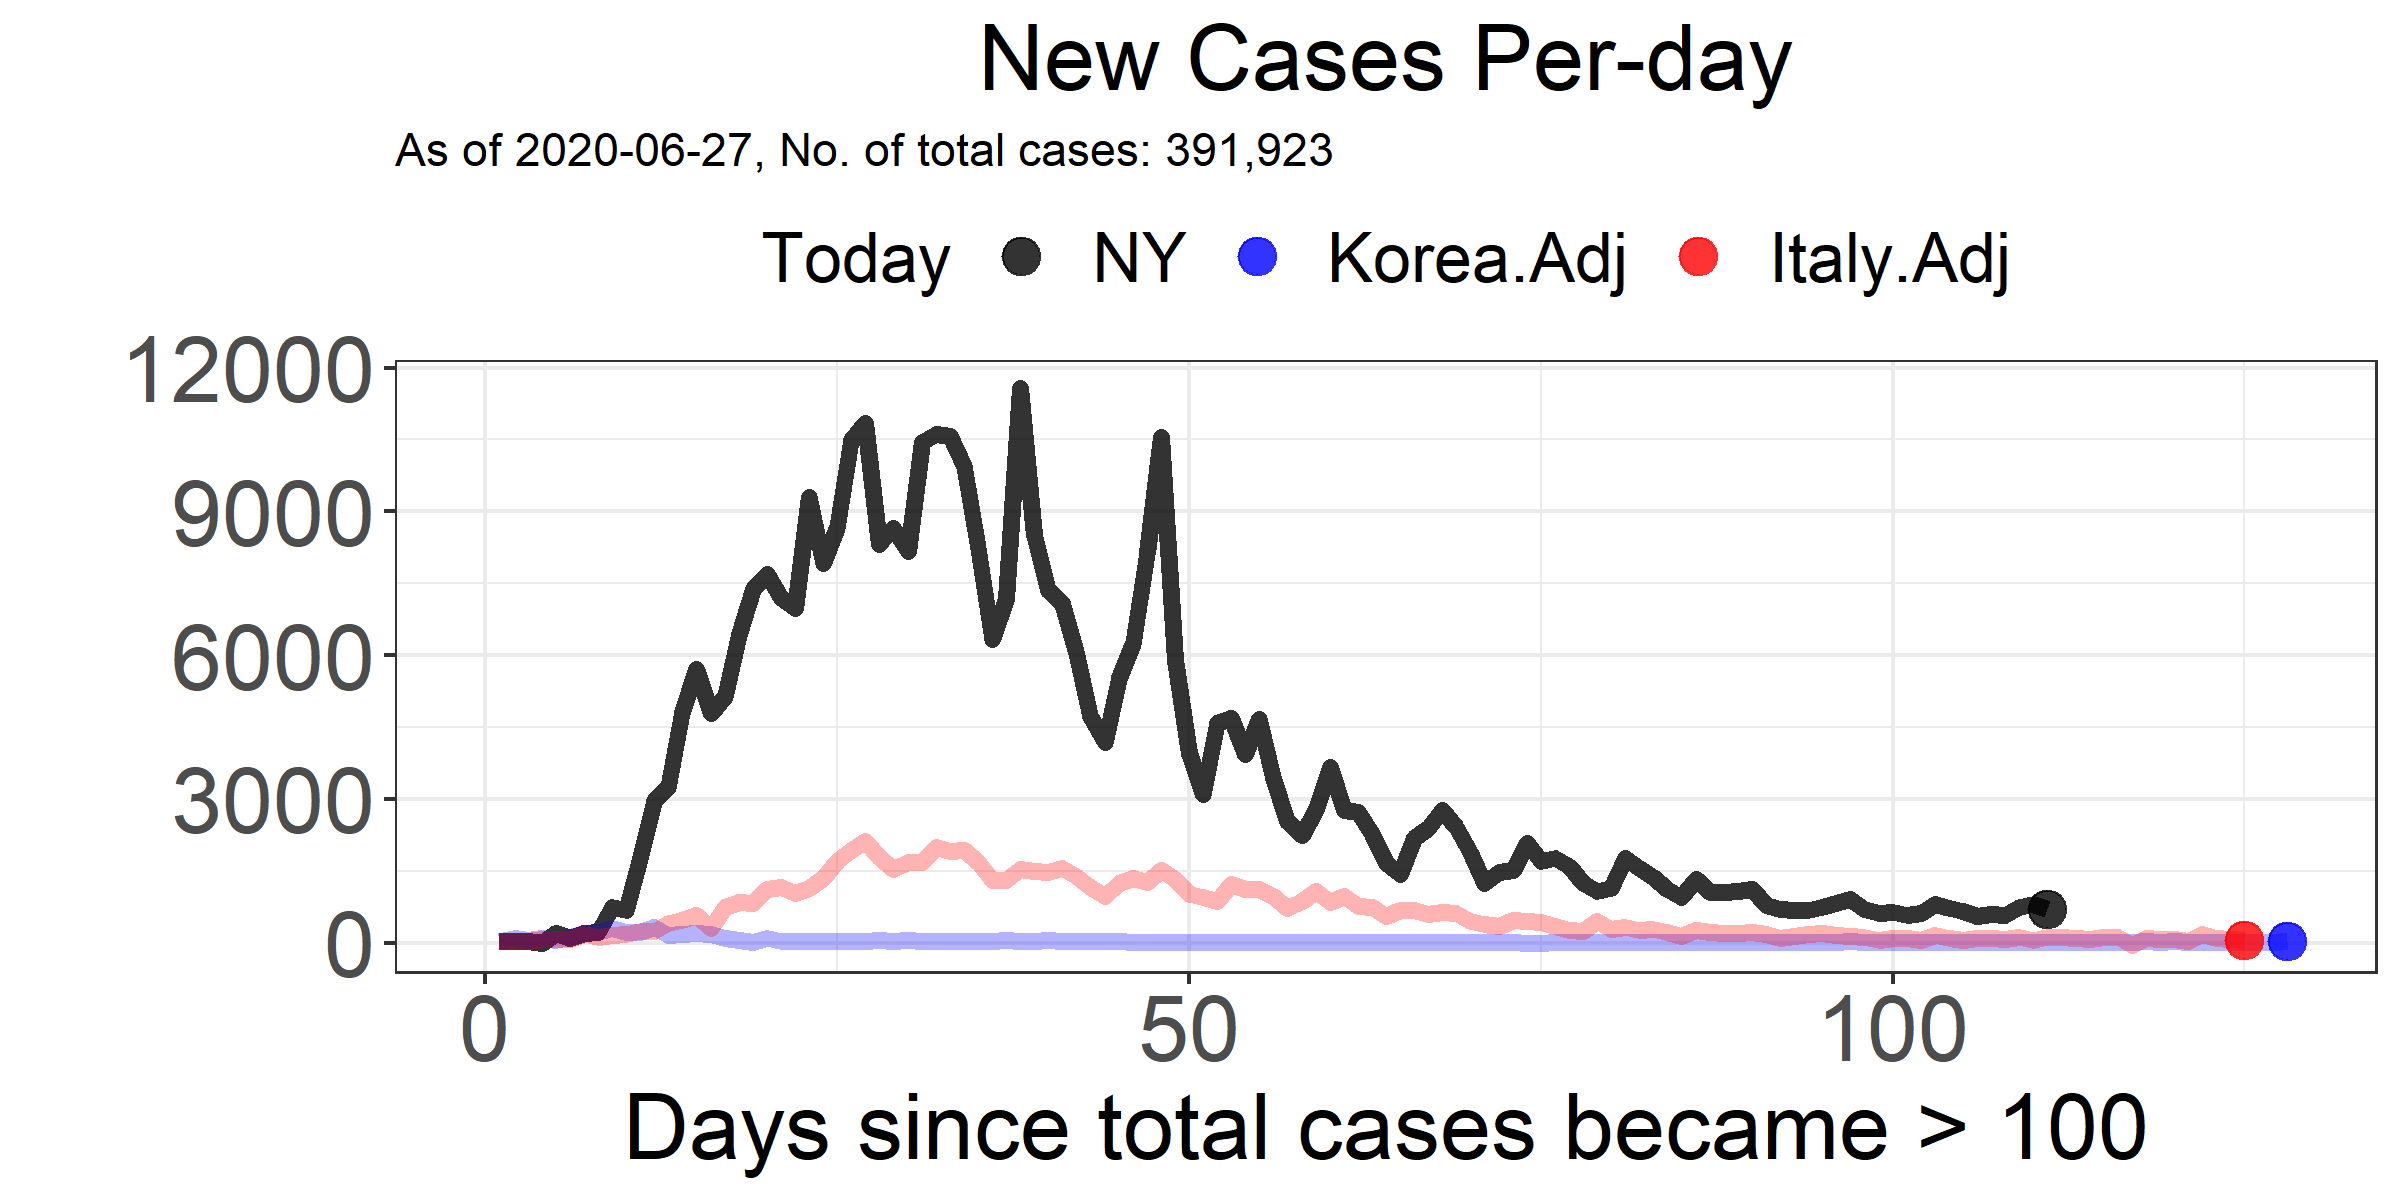 New Cases Per-day
As of 2020-06-27, No. of total cases: 391,923
Today NY Korea.Adj Italy.Adj
12000
9000
6000
3000
0
0 50 100
Days since total cases became > 100